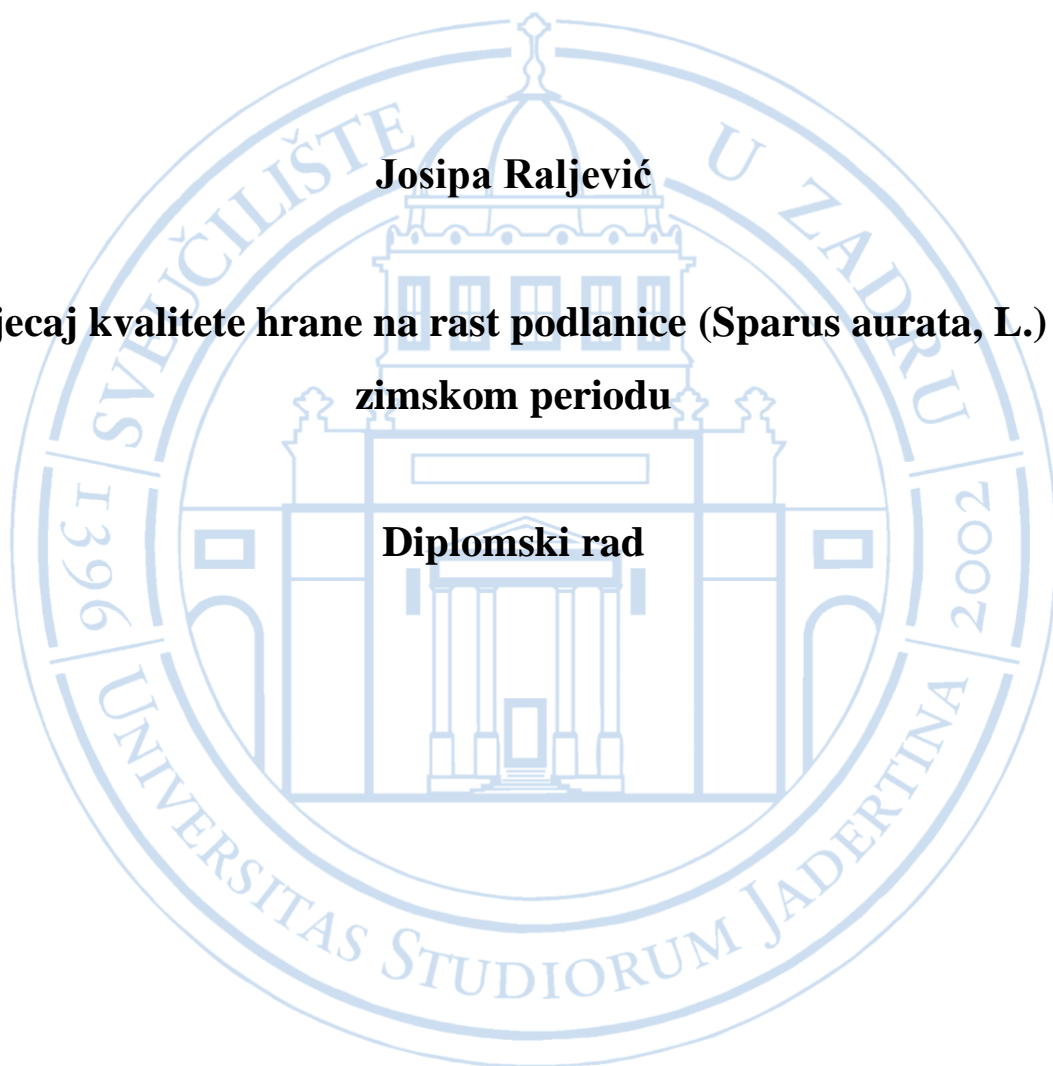 SVEUČILIŠTE U ZADRU
Josipa Raljević
jecaj kvalitete hrane na rast podlanice (Sparus aurata, L.)
zimskom periodu
Diplomski rad
1396
2002
UNIVERSITAS STUDIORUM JADERTINA